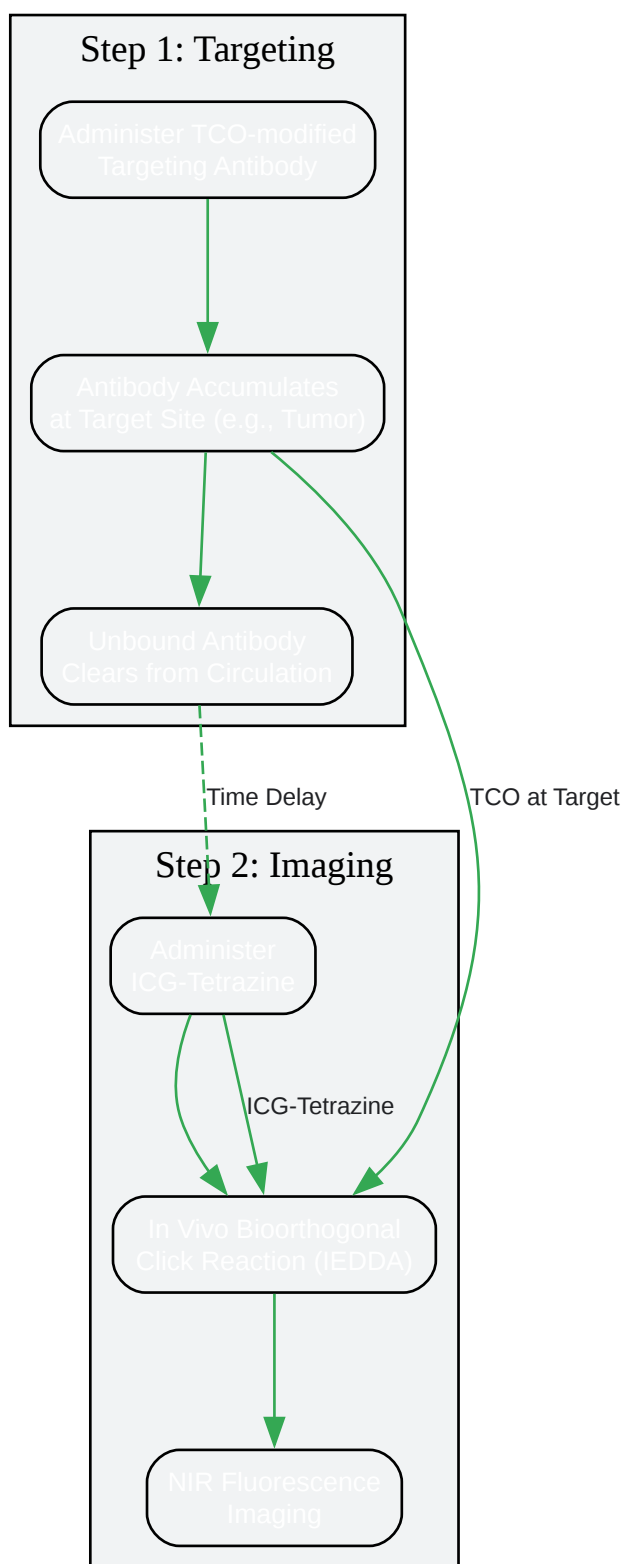 Step 1: Targeting
Administer TCO-modified
Targeting Antibody
Antibody Accumulates
at Target Site (e.g., Tumor)
Unbound Antibody
Clears from Circulation
Time Delay
TCO at Target
Step 2: Imaging
Administer
ICG-Tetrazine
ICG-Tetrazine
In Vivo Bioorthogonal
Click Reaction (IEDDA)
NIR Fluorescence
Imaging